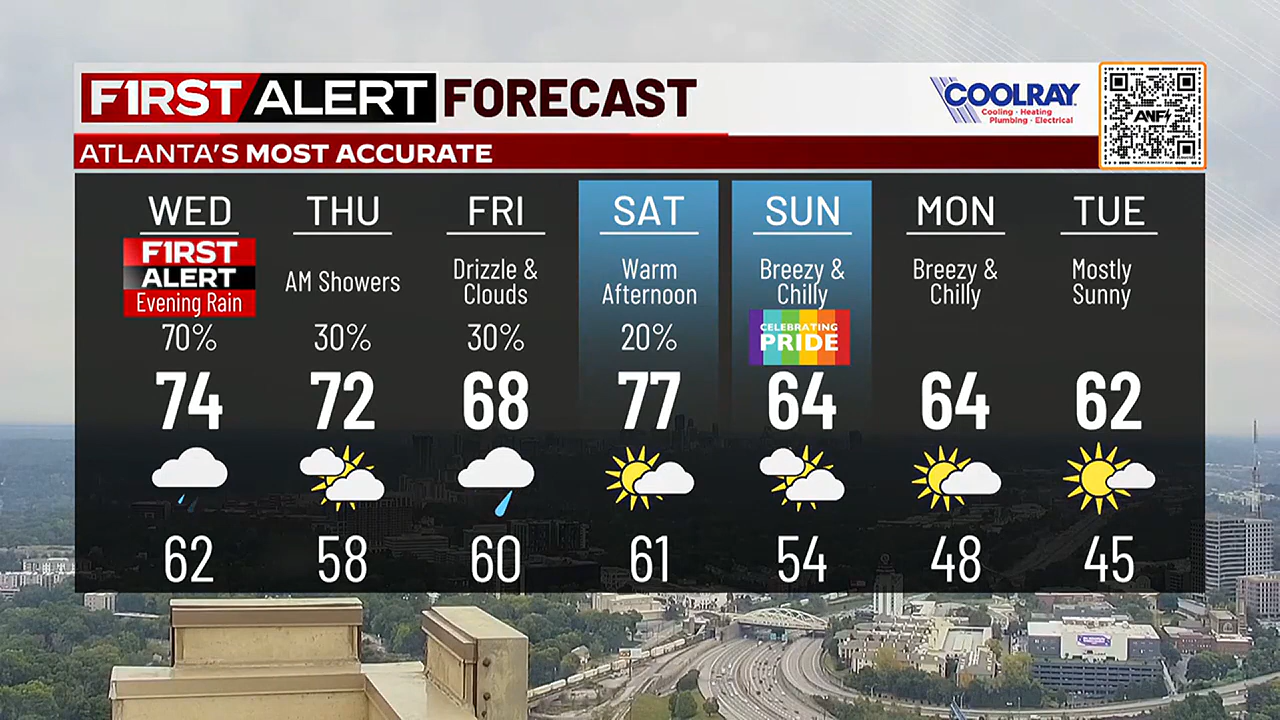 F1RST ALERT FORECAST
COOLRAY
Cooling • Heating
Plumbing • Electrical
ANF
ATLANTA'S MOST ACCURATE
WED THU FRI SAT SUN MON TUE
F1RST
ALERT
Evening Rain
AM Showers
Drizzle &
Clouds
Warm
Afternoon
Breezy &
Chilly
Breezy &
Chilly
Mostly
Sunny
CELEBRATING
PRIDE
70% 30% 30% 20%
74 72 68 77 64 64 62
62 58 60 61 54 48 45